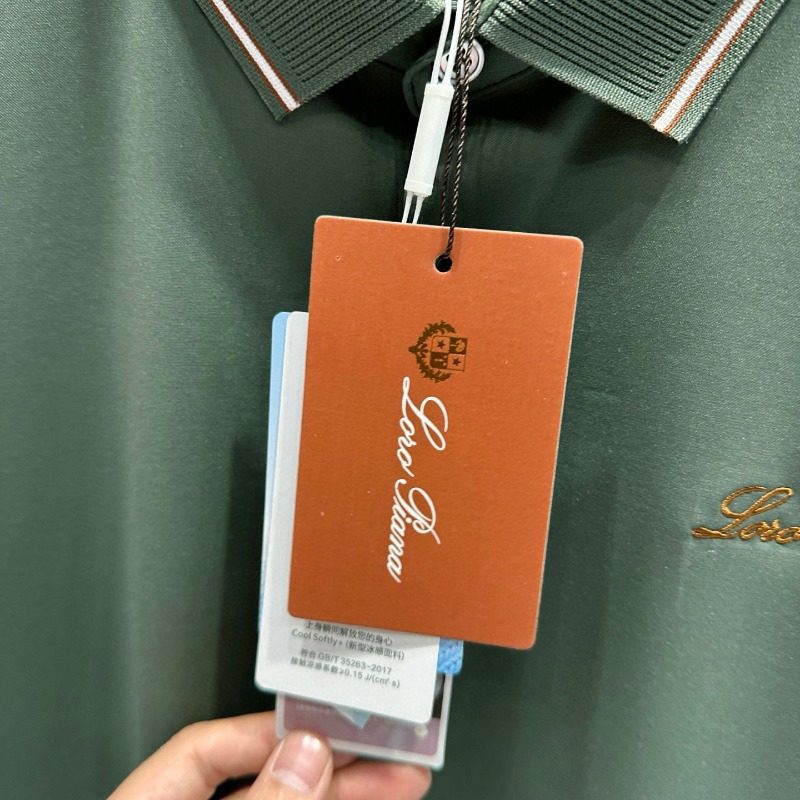 Loro Piana
Loro
上身瞬间解放您的身心
Cool Softly+ (新型冰感面料)
符合 GB/T 35263-2017
接触凉感系数≥0.15 J/(cm² s)